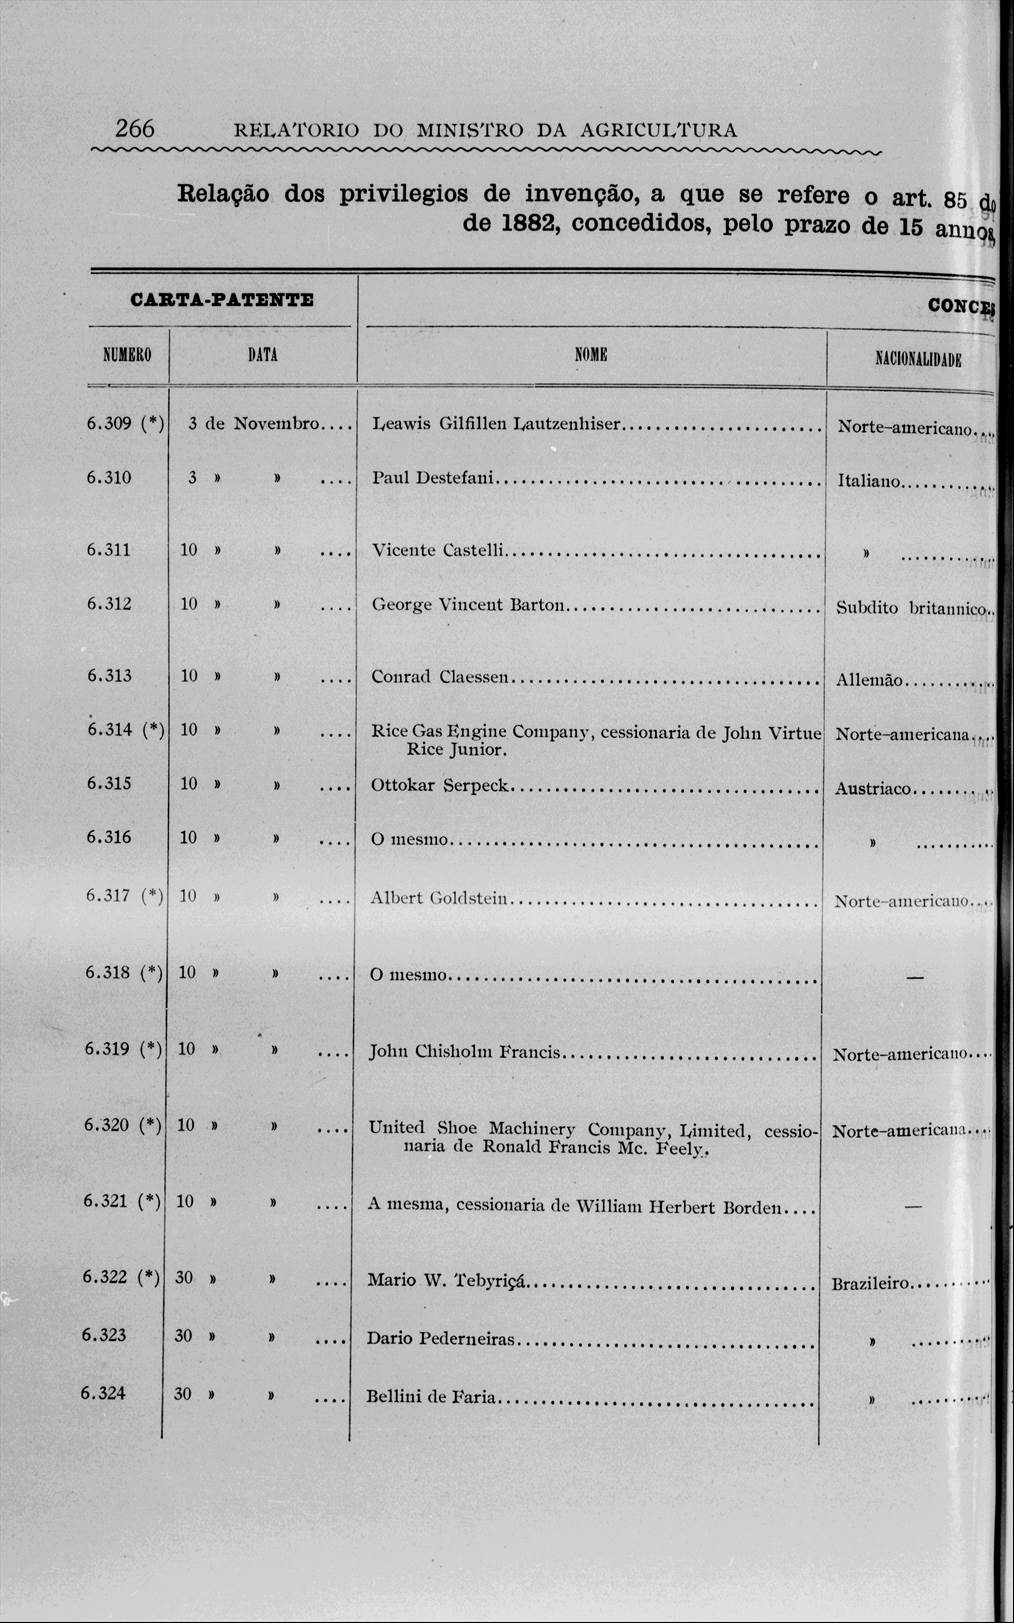 266 RELATORIO DO MINISTRO DA AGRICULTURA
Relação dos privilegios de invenção, a que se refere o art. 85 do
de 1882, concedidos, pelo prazo de 15 annos,
CARTA-PATENTE CONCES
NUMERO DATA NOME NACIONALIDADE
6.309 (*) 3 de Novembro.... Leawis Gilfillen Lautzenhiser........................ Norte-americano....
6.310 3 » » .... Paul Destefani...................................... Italiano............
6.311 10 » » .... Vicente Castelli..................................... » ............
6.312 10 » » .... George Vincent Barton.............................. Subdito britannico..
6.313 10 » » .... Conrad Claessen.................................... Allemão...........
6.314 (*) 10 » » .... Rice Gas Engine Company, cessionaria de John Virtue Norte-americana....
Rice Junior.
6.315 10 » » .... Ottokar Serpeck.................................... Austriaco..........
6.316 10 » » .... O mesmo........................................... » ...........
6.317 (*) 10 » » .... Albert Goldstein.................................... Norte-americano....
6.318 (*) 10 » » .... O mesmo........................................... —
6.319 (*) 10 » » .... John Chisholm Francis.............................. Norte-americano....
6.320 (*) 10 » » .... United Shoe Machinery Company, Limited, cessio- Norte-americana....
naria de Ronald Francis Mc. Feely.
6.321 (*) 10 » » .... A mesma, cessionaria de William Herbert Borden.... —
6.322 (*) 30 » » .... Mario W. Tebyriçá.................................. Brazileiro..........
6.323 30 » » .... Dario Pederneiras................................... » ..........
6.324 30 » » .... Bellini de Faria..................................... » ..........